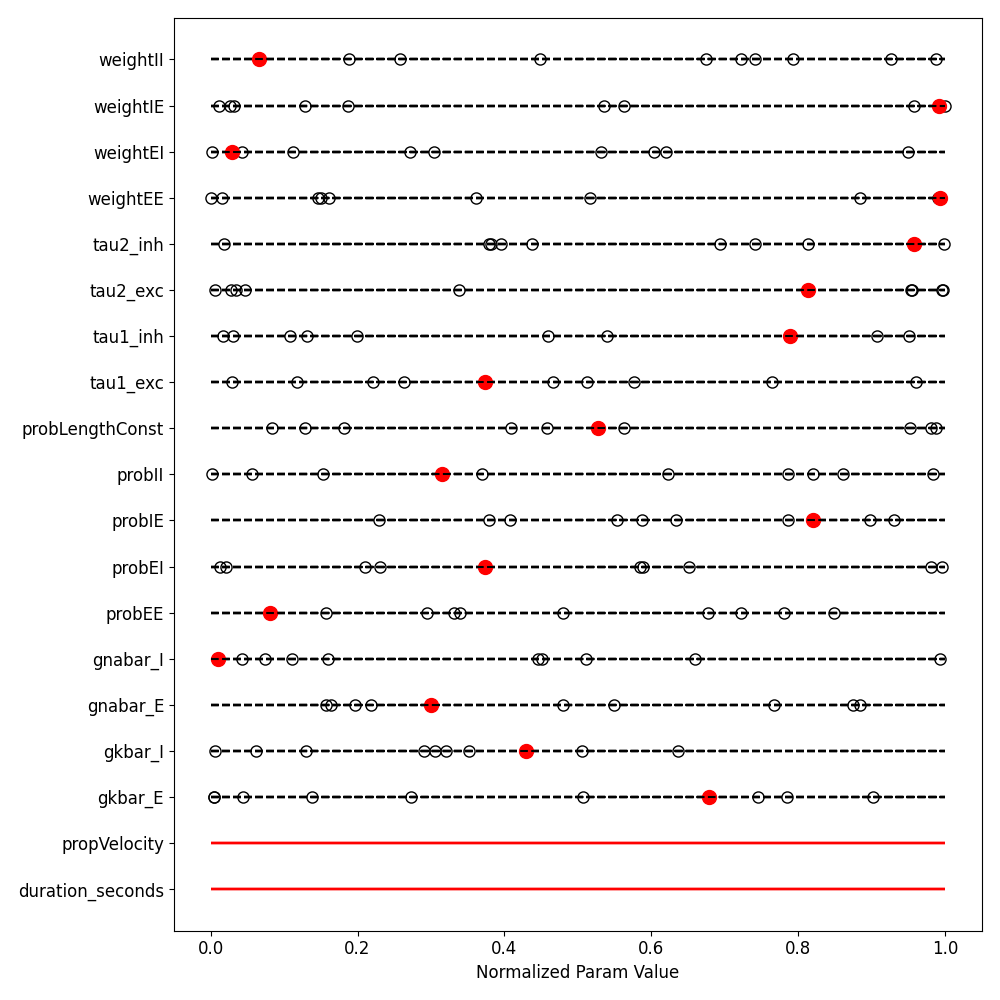 weightII
weightIE
weightEI
weightEE
tau2_inh
tau2_exc
tau1_inh
tau1_exc
probLengthConst
probII
probIE
probEI
probEE
gnabar_I
gnabar_E
gkbar_I
gkbar_E
propVelocity
duration_seconds
0.0 0.2 0.4 0.6 0.8 1.0
Normalized Param Value